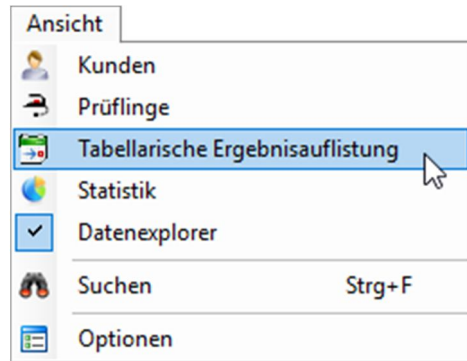 Ansicht
Kunden
Prüflinge
Tabellarische Ergebnisauflistung
Statistik
Datenexplorer
Suchen Strg+F
Optionen